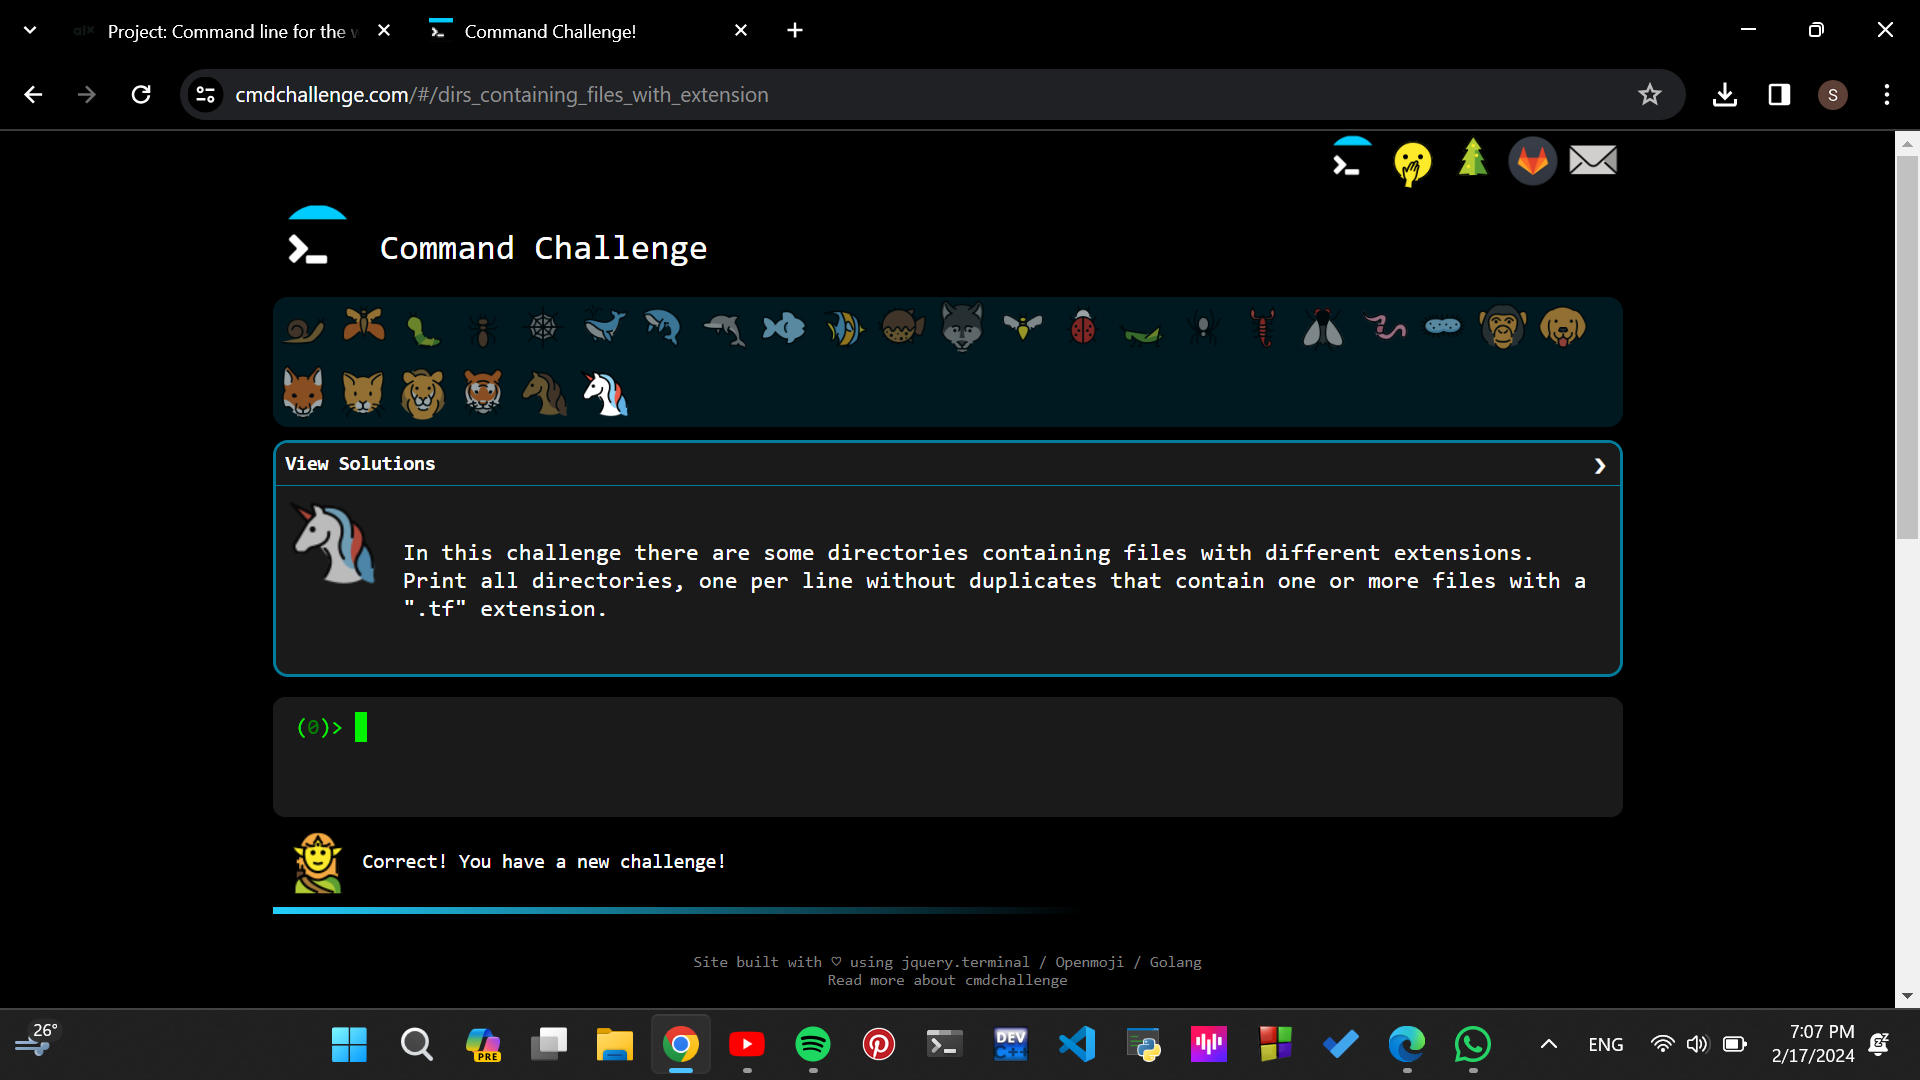 Project: Command line for the w
Command Challenge!
cmdchallenge.com/#/dirs_containing_files_with_extension
S
Command Challenge
View Solutions
In this challenge there are some directories containing files with different extensions.
Print all directories, one per line without duplicates that contain one or more files with a
".tf" extension.
(0)>
Correct! You have a new challenge!
Site built with ♡ using jquery.terminal / Openmoji / Golang
Read more about cmdchallenge
26°
PRE
DEV
C++
ENG
7:07 PM
2/17/2024